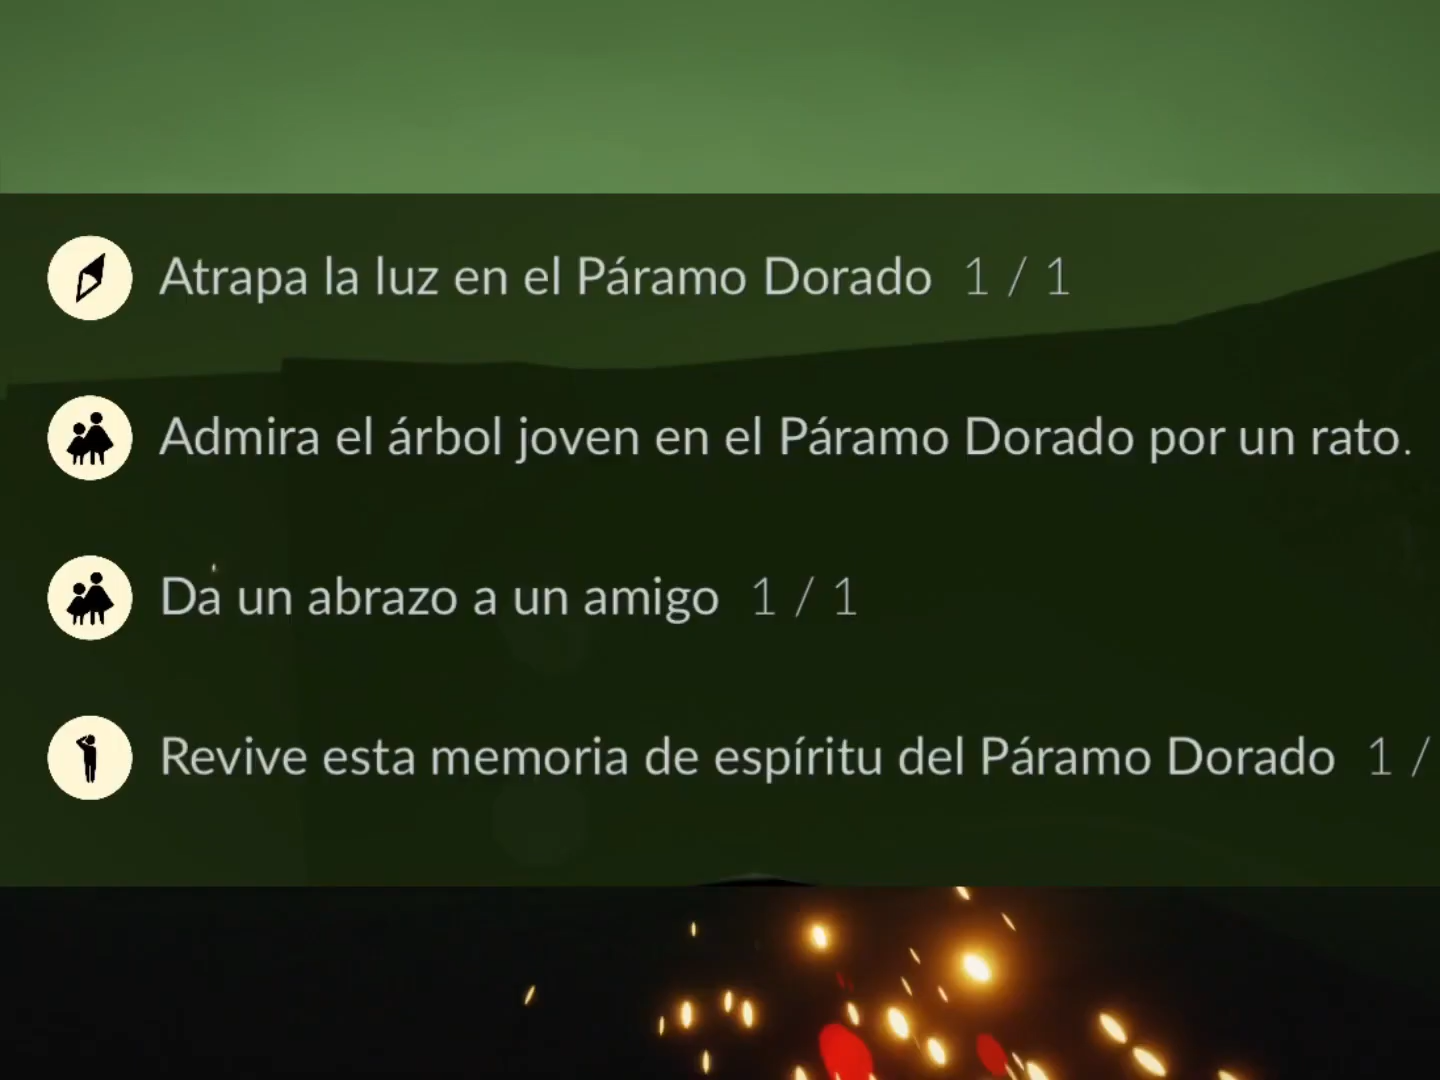 Atrapa la luz en el Páramo Dorado 1 / 1
Admira el árbol joven en el Páramo Dorado por un rato.
Da un abrazo a un amigo 1 / 1
Revive esta memoria de espíritu del Páramo Dorado 1 /